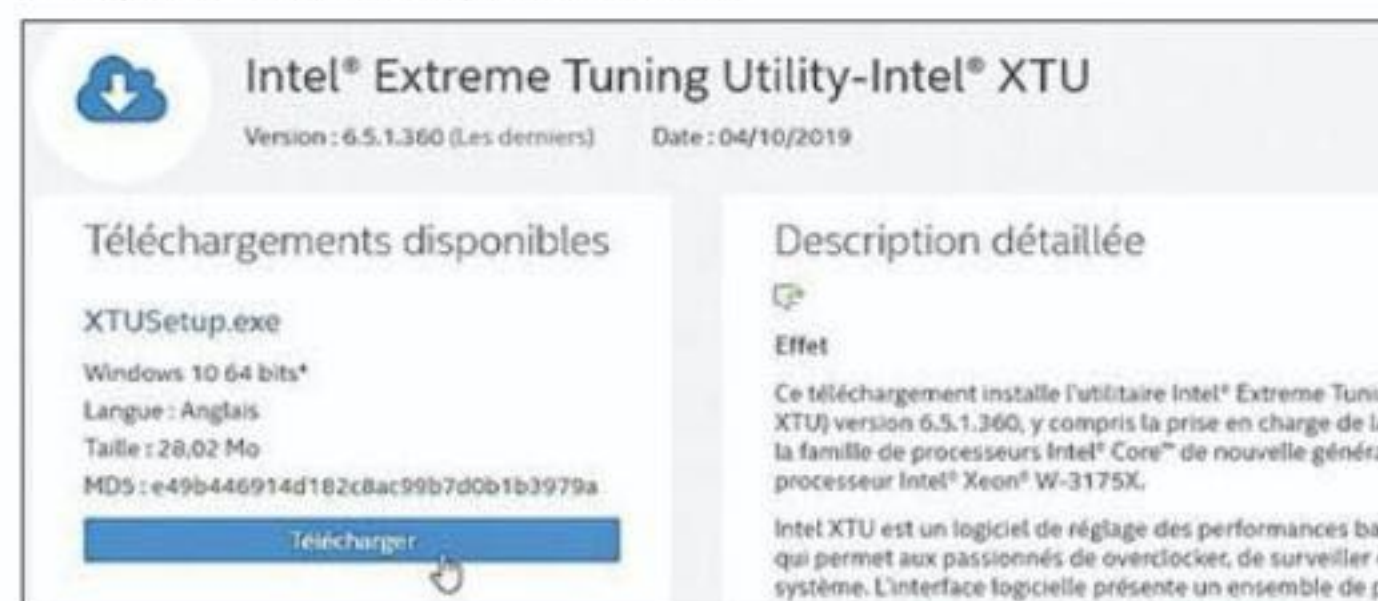 Intel® Extreme Tuning Utility-Intel® XTU
Version : 6.5.1.360 (Les derniers) Date : 04/10/2019
Téléchargements disponibles
XTUSetup.exe
Windows 10 64 bits*
Langue : Anglais
Taille : 28,02 Mo
MD5 : e49b446914d182c8ac99b7d0b1b3979a
Télécharger
Description détaillée
Effet
Ce téléchargement installe l'utilitaire Intel® Extreme
XTU) version 6.5.1.360, y compris la prise en charge de
la famille de processeurs Intel® Core™ de nouvelle
processeur Intel® Xeon® W-3175X.
Intel XTU est un logiciel de réglage des performances
qui permet aux passionnés de overclocker, de surveiller
système. L'interface logicielle présente un ensemble de